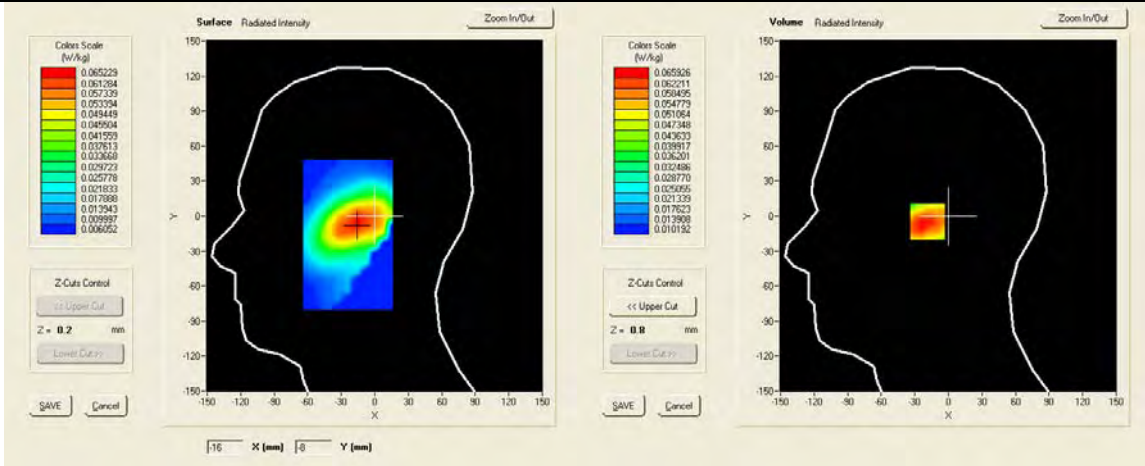 Surface Radiated Intensity
Zoom In/Out
Colors Scale
(W/kg)
0.065229
0.061284
0.057339
0.053394
0.049449
0.045504
0.041559
0.037613
0.033668
0.029723
0.025778
0.021833
0.017888
0.013943
0.009997
0.006052
Z-Cuts Control
<< Upper Cut
Z = 0.2 mm
Lower Cut >>
SAVE Cancel
150
120
90
60
30
0
-30
-60
-90
-120
-150
Y
-150 -120 -90 -60 -30 0 30 60 90 120 150
X
-16 X (mm) -8 Y (mm)
Volume Radiated Intensity
Zoom In/Out
Colors Scale
(W/kg)
0.065926
0.062211
0.058495
0.054779
0.051064
0.047348
0.043633
0.039917
0.036201
0.032486
0.028770
0.025055
0.021339
0.017623
0.013908
0.010192
Z-Cuts Control
<< Upper Cut
Z = 0.8 mm
Lower Cut >>
SAVE Cancel
150
120
90
60
30
0
-30
-60
-90
-120
-150
Y
-150 -120 -90 -60 -30 0 30 60 90 120 150
X